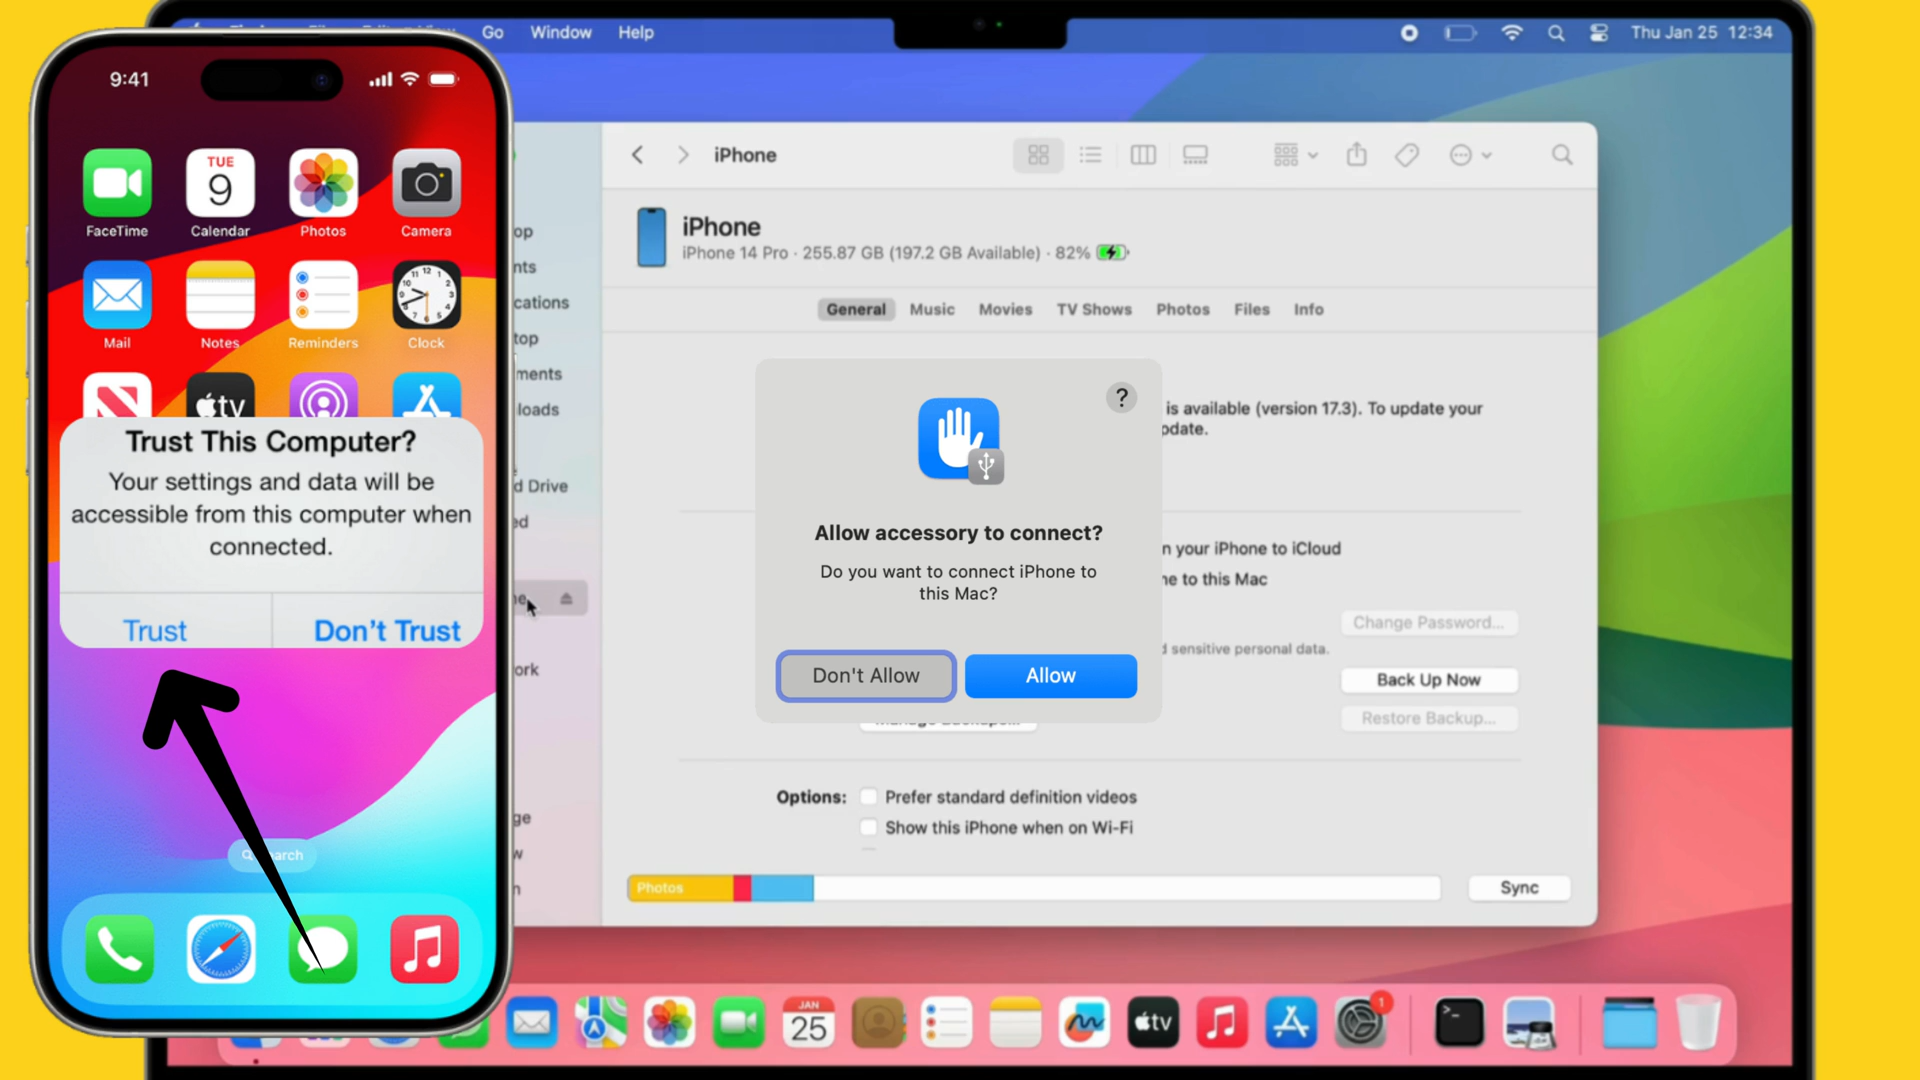 9:41
TUE
9
FaceTime
Calendar
Photos
Camera
Mail
Notes
Reminders
Clock
tv
Trust This Computer?
Your settings and data will be
accessible from this computer when
connected.
Trust
Don't Trust
Go
Window
Help
Thu Jan 25 12:34
iPhone
iPhone
iPhone 14 Pro · 255.87 GB (197.2 GB Available) · 82%
General
Music
Movies
TV Shows
Photos
Files
Info
?
is available (version 17.3). To update your
Allow accessory to connect?
Do you want to connect iPhone to
this Mac?
Don't Allow
Allow
n your iPhone to iCloud
to this Mac
sensitive personal data.
Change Password...
Back Up Now
Restore Backup...
Options:
Prefer standard definition videos
Show this iPhone when on Wi-Fi
Photos
Sync
Drive
JAN
25
tv
1